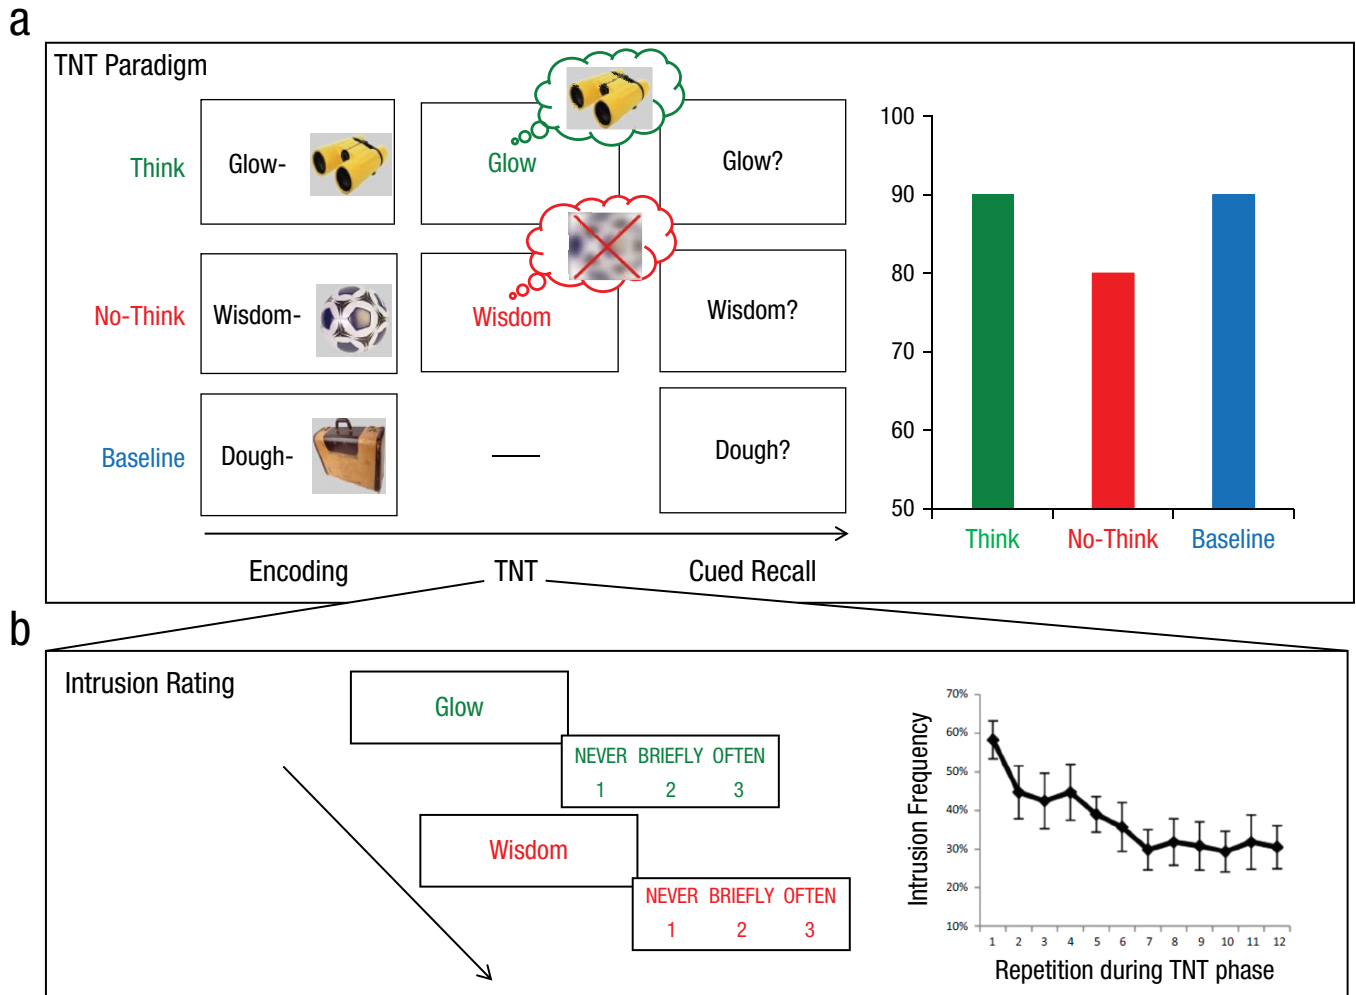 a
TNT Paradigm
Think
Glow-
Glow
Glow?
No-Think
Wisdom-
Wisdom
Wisdom?
Baseline
Dough-
Dough?
Encoding
TNT
Cued Recall
100
90
80
70
60
50
Think
No-Think
Baseline
b
Intrusion Rating
Glow
NEVER BRIEFLY OFTEN
1 2 3
Wisdom
NEVER BRIEFLY OFTEN
1 2 3
Intrusion Frequency
70%
60%
50%
40%
30%
20%
10%
1 2 3 4 5 6 7 8 9 10 11 12
Repetition during TNT phase